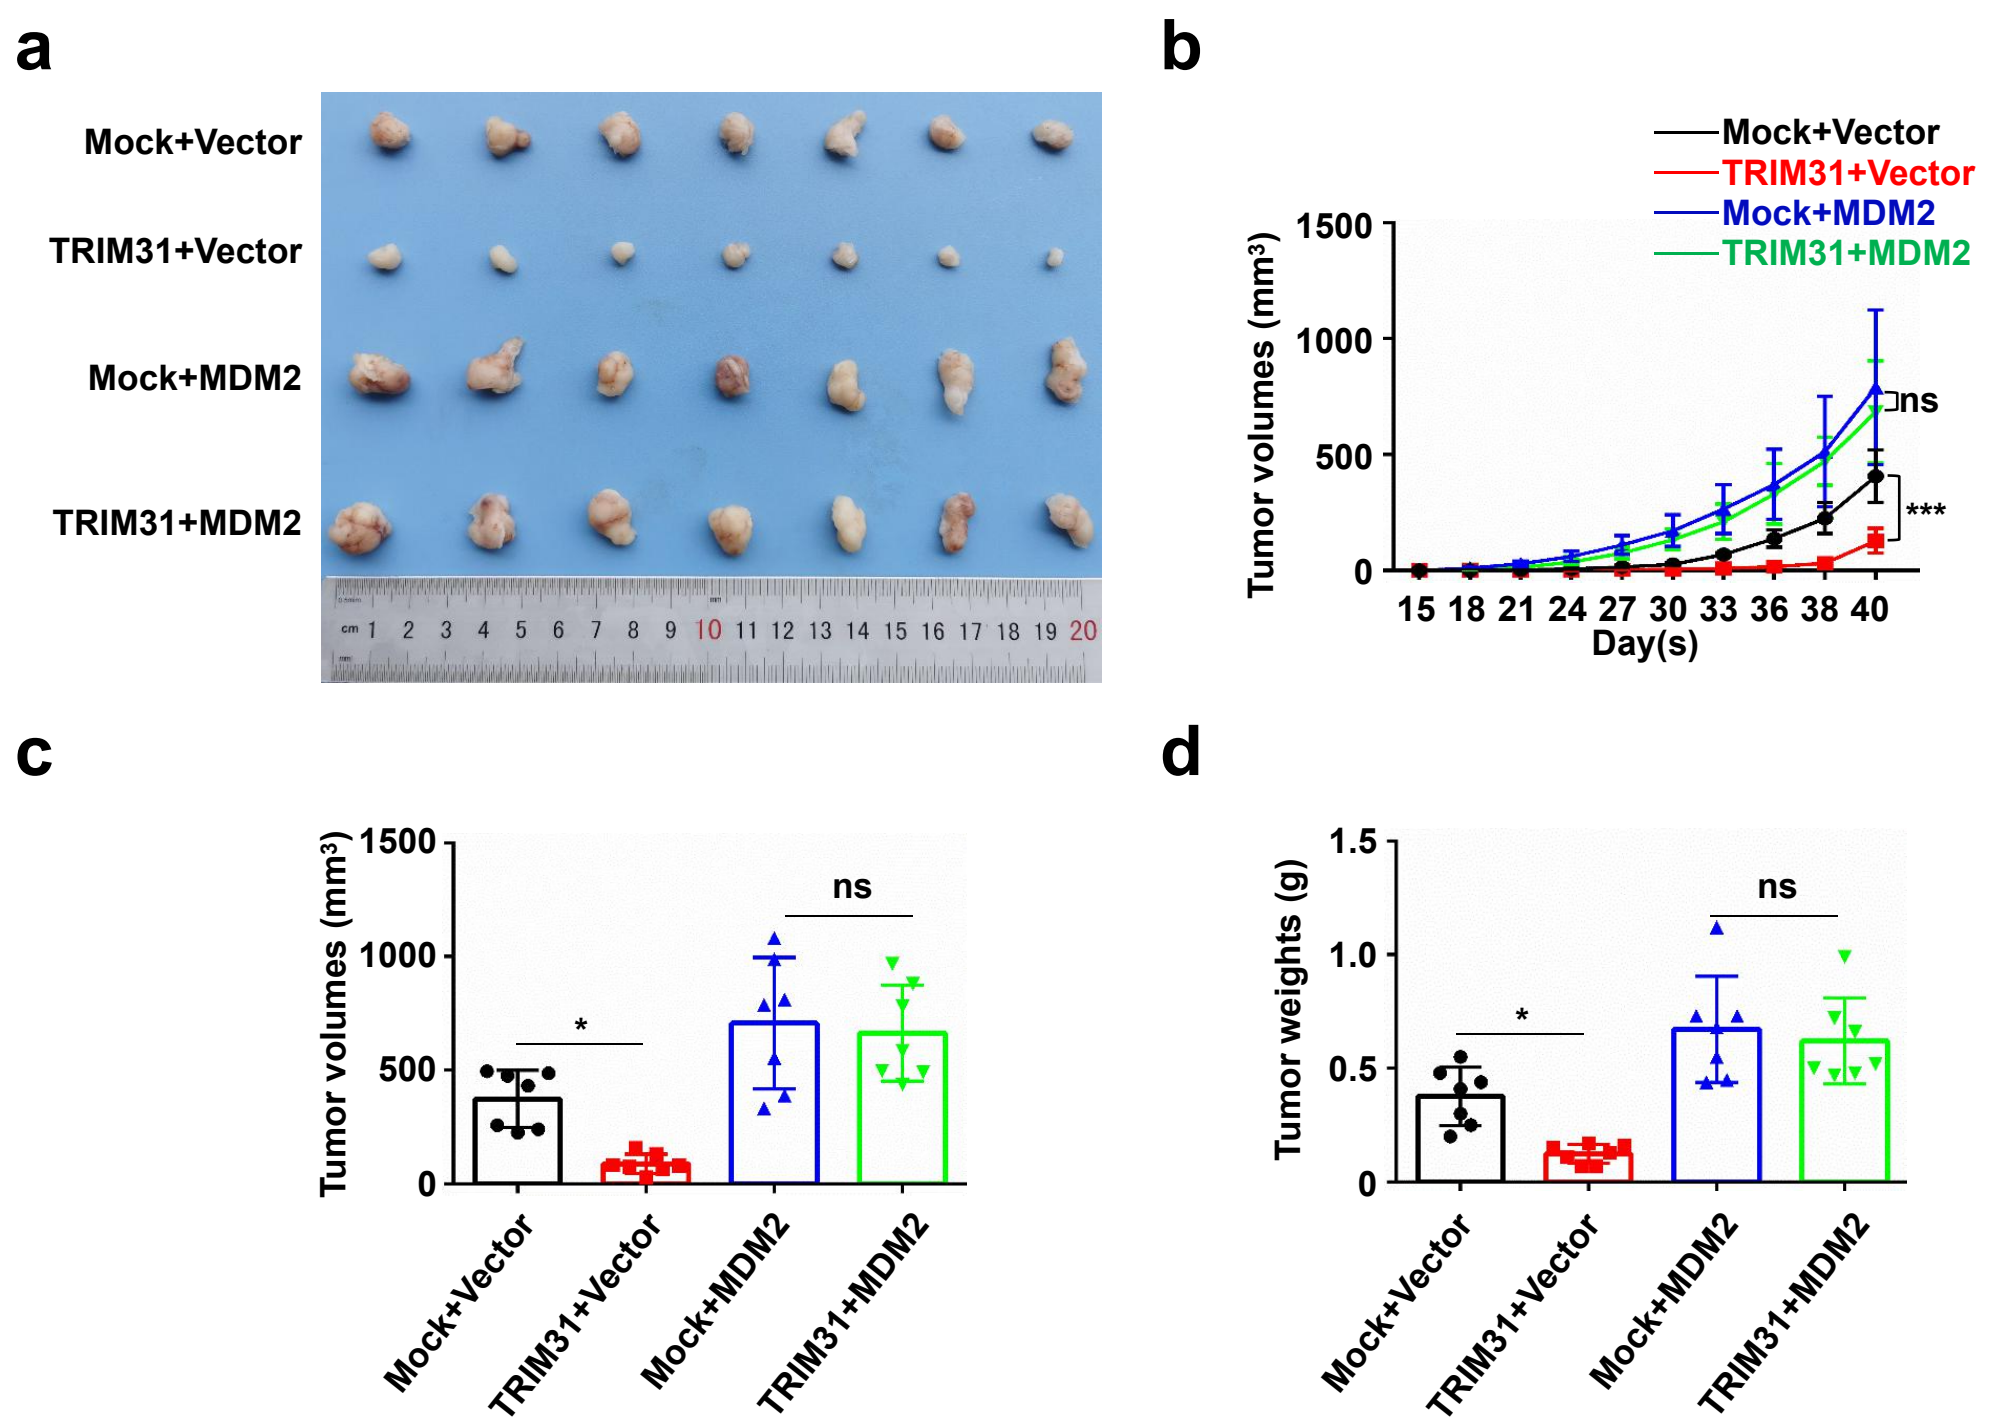 a
Mock+Vector
TRIM31+Vector
Mock+MDM2
TRIM31+MDM2
cm 1 2 3 4 5 6 7 8 9 10 11 12 13 14 15 16 17 18 19 20
b
Mock+Vector
TRIM31+Vector
Mock+MDM2
TRIM31+MDM2
Tumor volumes (mm³)
1500
1000
500
0
ns
***
15 18 21 24 27 30 33 36 38 40
Day(s)
c
Tumor volumes (mm³)
1500
1000
500
0
*
ns
Mock+Vector
TRIM31+Vector
Mock+MDM2
TRIM31+MDM2
d
Tumor weights (g)
1.5
1.0
0.5
0
*
ns
Mock+Vector
TRIM31+Vector
Mock+MDM2
TRIM31+MDM2